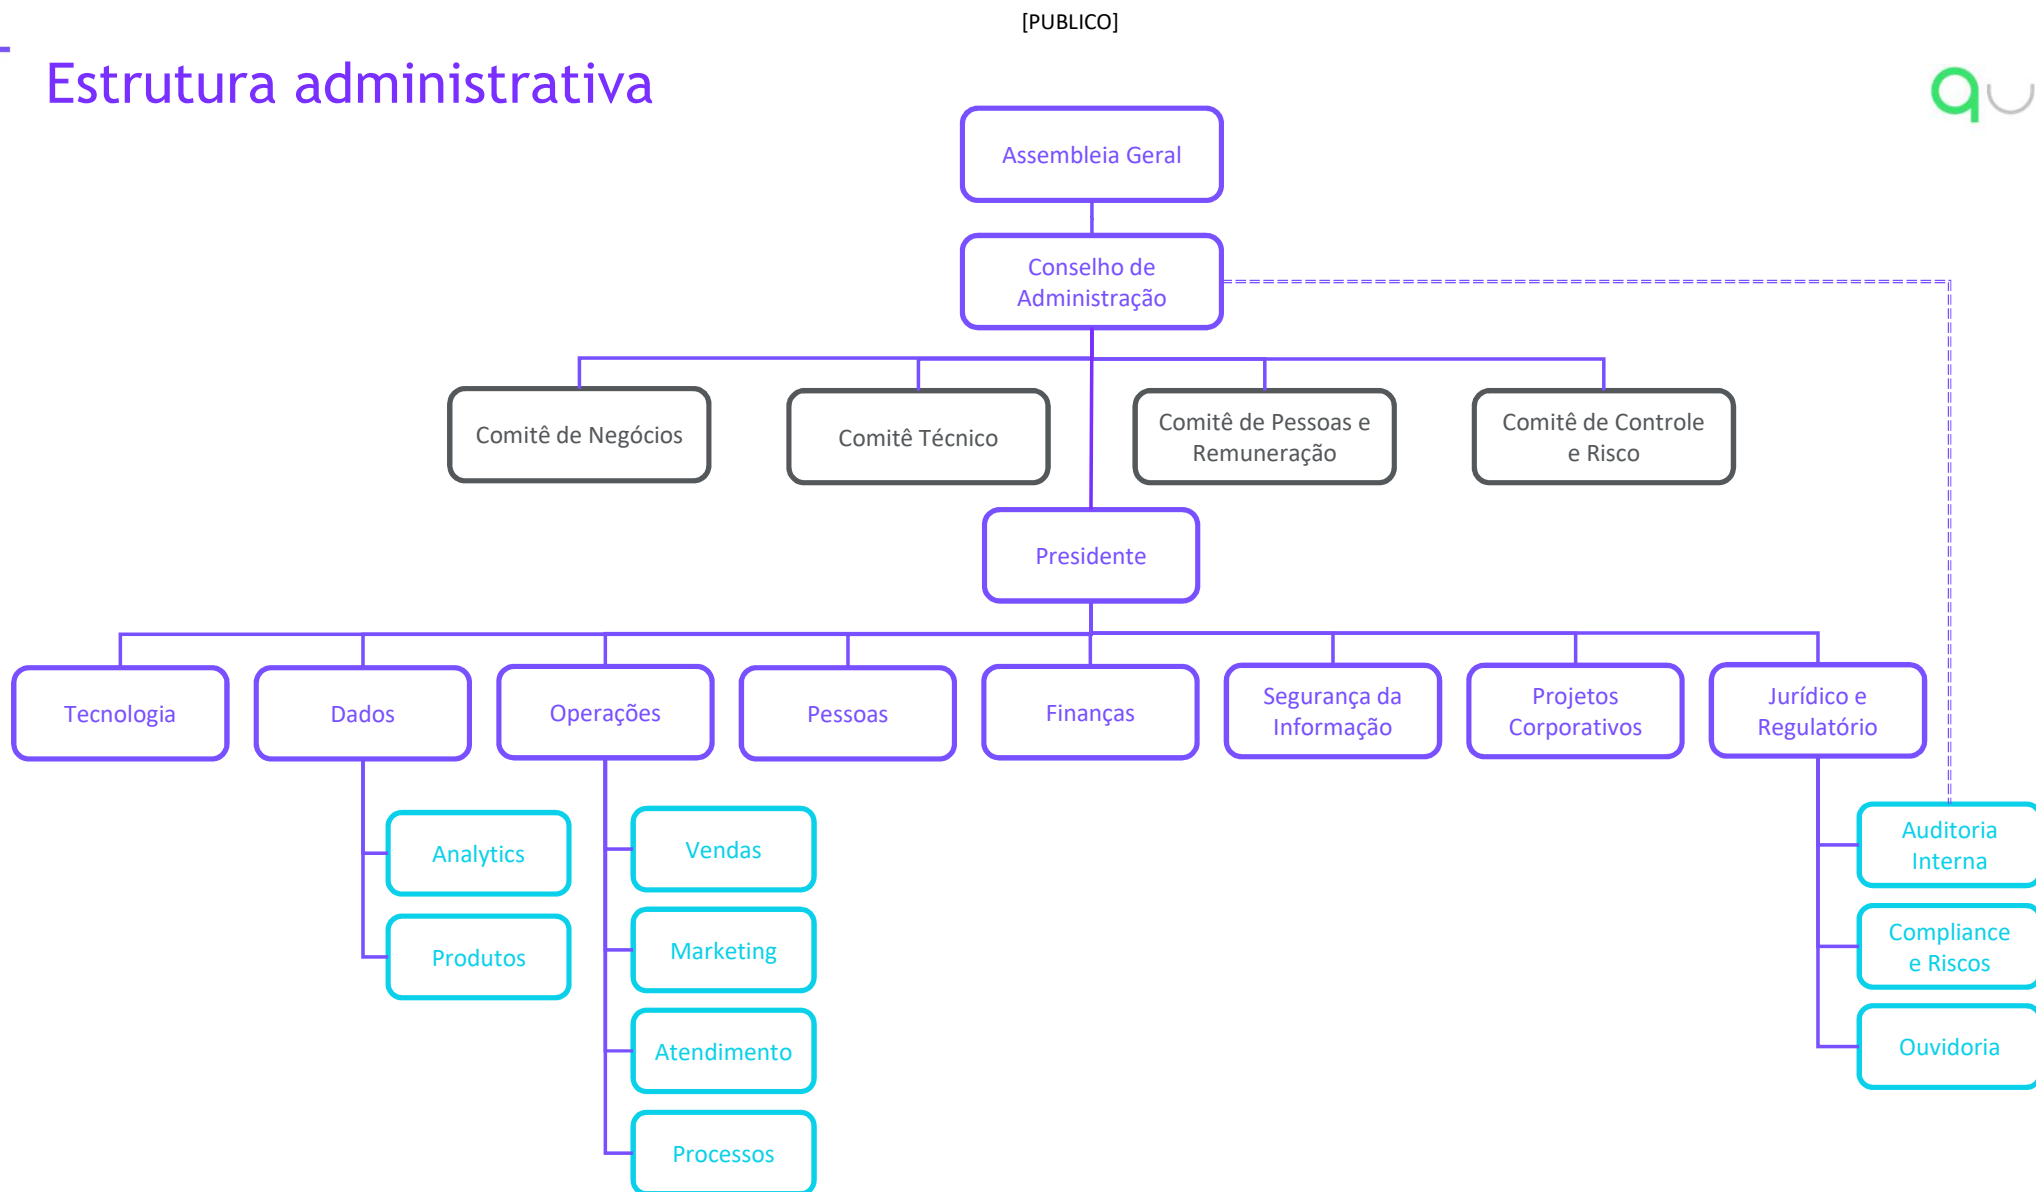 [PUBLICO]
Estrutura administrativa
Assembleia Geral
Conselho de
Administração
Comitê de Negócios
Comitê Técnico
Comitê de Pessoas e
Remuneração
Comitê de Controle
e Risco
Presidente
Tecnologia
Dados
Operações
Pessoas
Finanças
Segurança da
Informação
Projetos
Corporativos
Jurídico e
Regulatório
Analytics
Produtos
Vendas
Marketing
Atendimento
Processos
Auditoria
Interna
Compliance
e Riscos
Ouvidoria